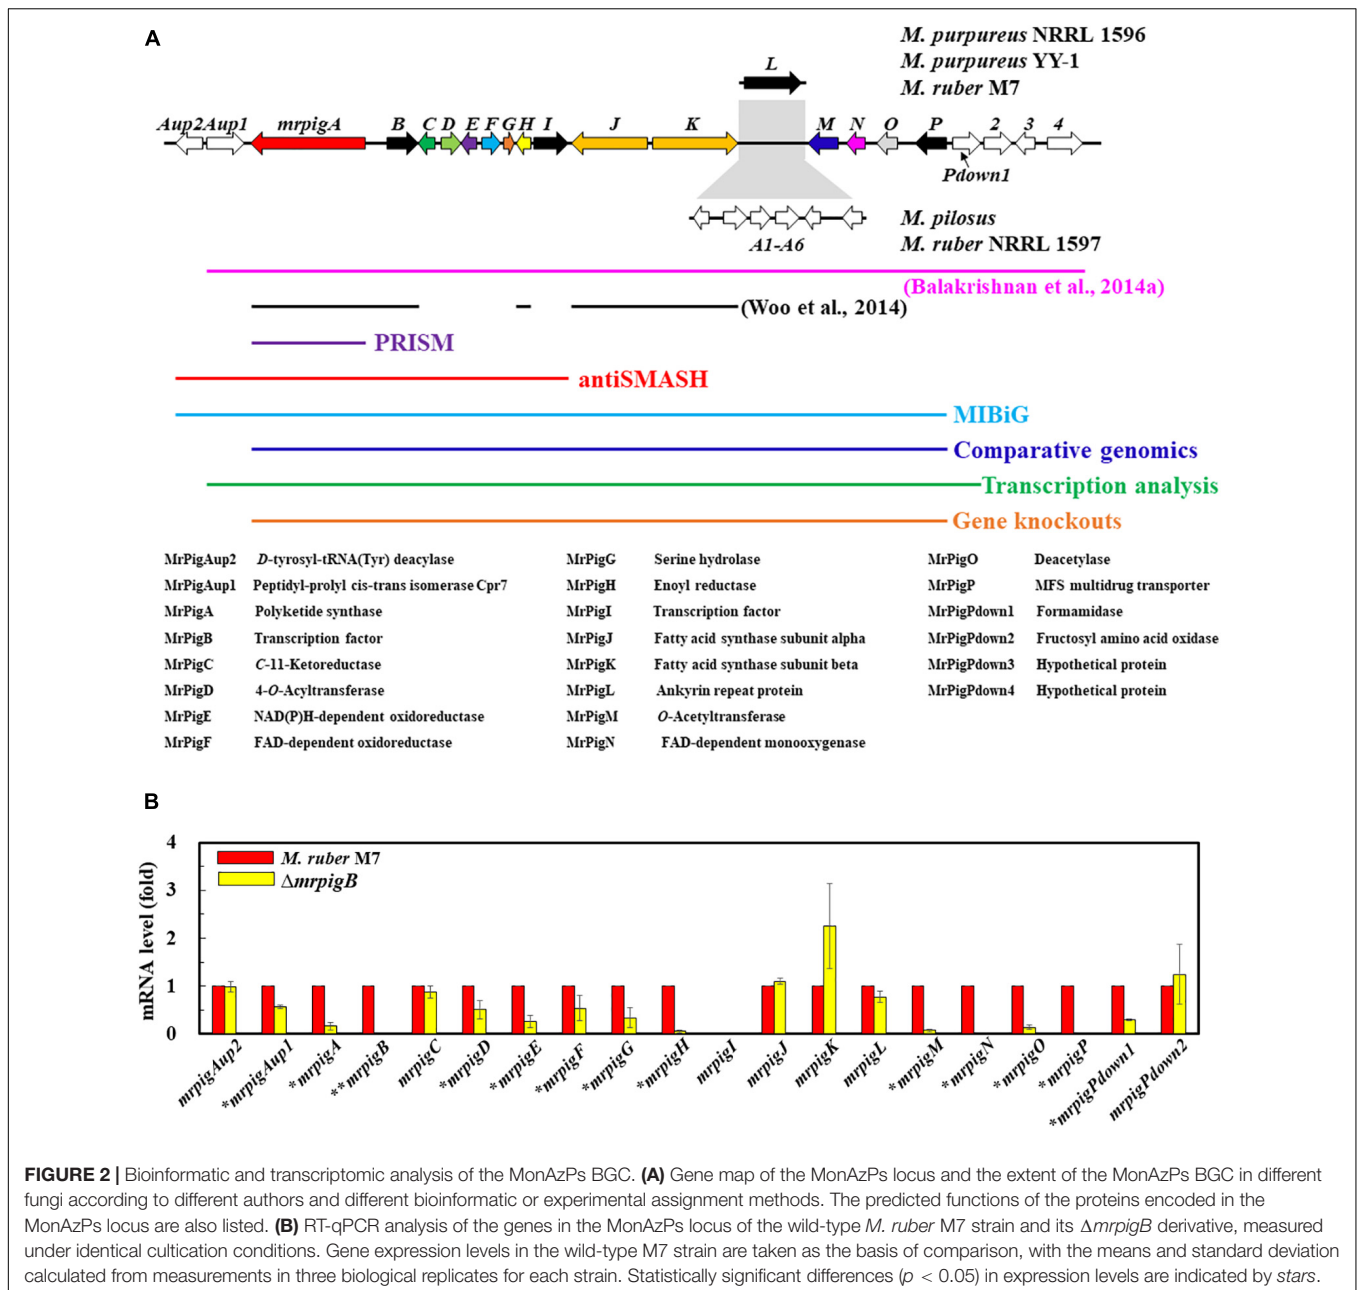 A
M. purpureus NRRL 1596
M. purpureus YY-1
M. ruber M7
L
Aup2 Aup1 mrpigA B C D E F G H I J K M N O P 2 3 4
Pdown1
A1-A6
M. pilosus
M. ruber NRRL 1597
(Balakrishnan et al., 2014a)
(Woo et al., 2014)
PRISM
antiSMASH
MIBiG
Comparative genomics
Transcription analysis
Gene knockouts
MrPigAup2 D-tyrosyl-tRNA(Tyr) deacylase
MrPigAup1 Peptidyl-prolyl cis-trans isomerase Cpr7
MrPigA Polyketide synthase
MrPigB Transcription factor
MrPigC C-11-Ketoreductase
MrPigD 4-O-Acyltransferase
MrPigE NAD(P)H-dependent oxidoreductase
MrPigF FAD-dependent oxidoreductase
MrPigG Serine hydrolase
MrPigH Enoyl reductase
MrPigI Transcription factor
MrPigJ Fatty acid synthase subunit alpha
MrPigK Fatty acid synthase subunit beta
MrPigL Ankyrin repeat protein
MrPigM O-Acetyltransferase
MrPigN FAD-dependent monooxygenase
MrPigO Deacetylase
MrPigP MFS multidrug transporter
MrPigPdown1 Formamidase
MrPigPdown2 Fructosyl amino acid oxidase
MrPigPdown3 Hypothetical protein
MrPigPdown4 Hypothetical protein
B
mRNA level (fold)
4
3
2
1
0
M. ruber M7
ΔmrpigB
mrpigAup2
*mrpigAup1
*mrpigA
**mrpigB
mrpigC
*mrpigD
*mrpigE
*mrpigF
*mrpigG
*mrpigH
mrpigI
mrpigJ
mrpigK
mrpigL
*mrpigM
*mrpigN
*mrpigO
*mrpigP
*mrpigPdown1
mrpigPdown2
FIGURE 2 | Bioinformatic and transcriptomic analysis of the MonAzPs BGC. (A) Gene map of the MonAzPs locus and the extent of the MonAzPs BGC in different
fungi according to different authors and different bioinformatic or experimental assignment methods. The predicted functions of the proteins encoded in the
MonAzPs locus are also listed. (B) RT-qPCR analysis of the genes in the MonAzPs locus of the wild-type M. ruber M7 strain and its ΔmrpigB derivative, measured
under identical cultication conditions. Gene expression levels in the wild-type M7 strain are taken as the basis of comparison, with the means and standard deviation
calculated from measurements in three biological replicates for each strain. Statistically significant differences (p < 0.05) in expression levels are indicated by stars.